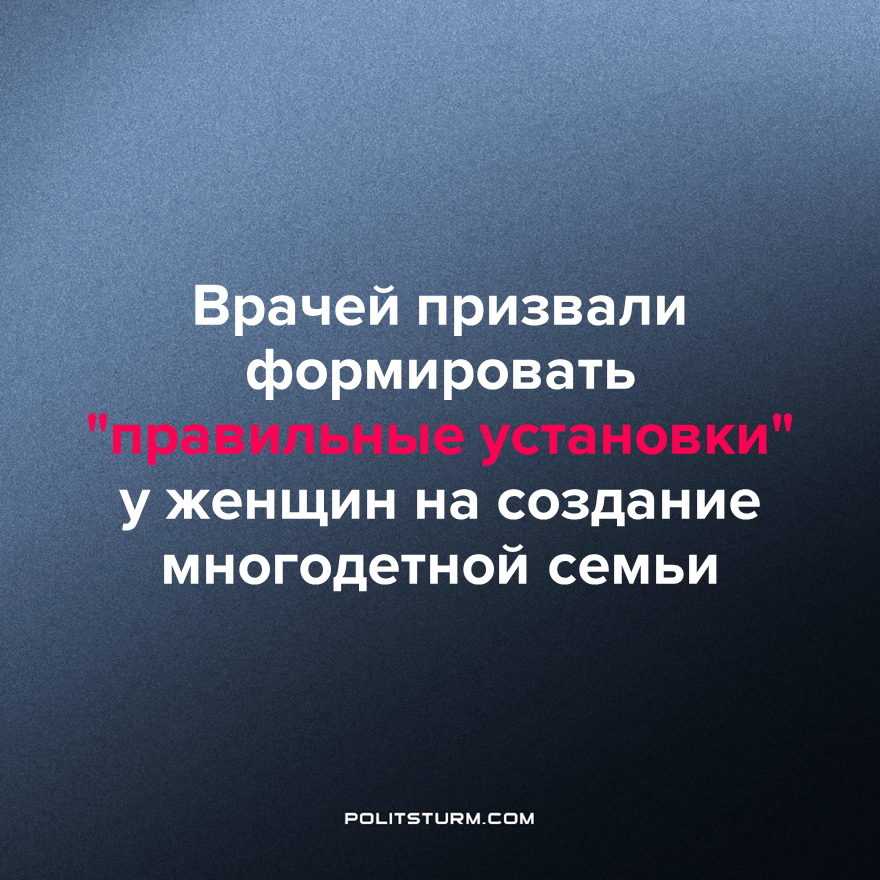 Врачей призвали
формировать
"правильные установки"
у женщин на создание
многодетной семьи
POLITSTURM.COM